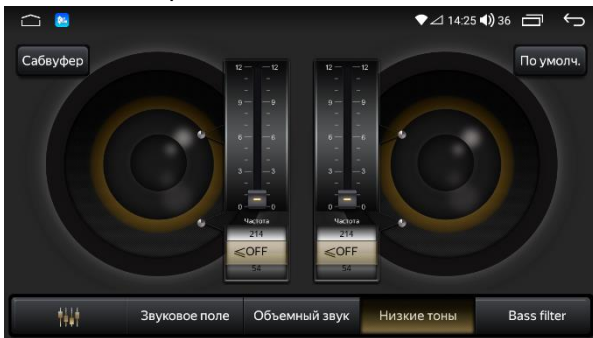 14:25 36
Сабвуфер
По умолч.
12 12
9 9
6 6
3 3
0 0
Частота
214
≤OFF
54
12 12
9 9
6 6
3 3
0 0
Частота
214
≤OFF
54
Звуковое поле
Объемный звук
Низкие тоны
Bass filter